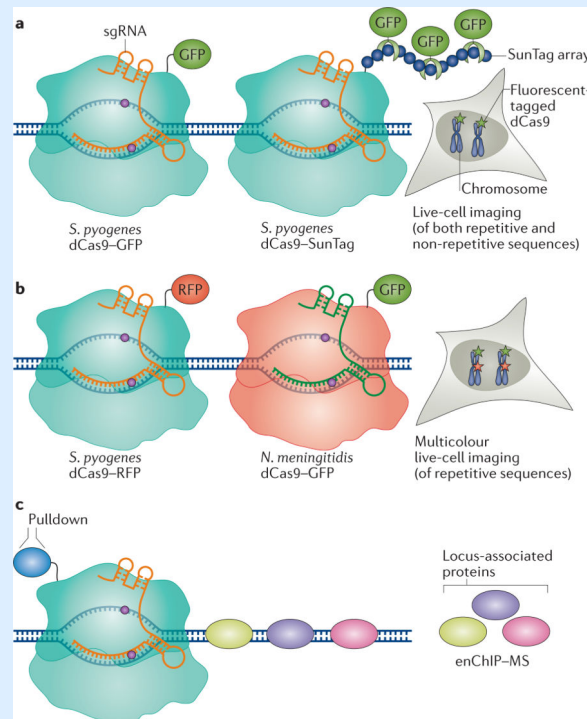 a
sgRNA
GFP
GFP
GFP
GFP
SunTag array
Fluorescent-
tagged
dCas9
Chromosome
S. pyogenes
dCas9–GFP
S. pyogenes
dCas9–SunTag
Live-cell imaging
(of both repetitive and
non-repetitive sequences)
b
RFP
GFP
S. pyogenes
dCas9–RFP
N. meningitidis
dCas9–GFP
Multicolour
live-cell imaging
(of repetitive sequences)
c
Pulldown
Locus-associated
proteins
enChIP–MS